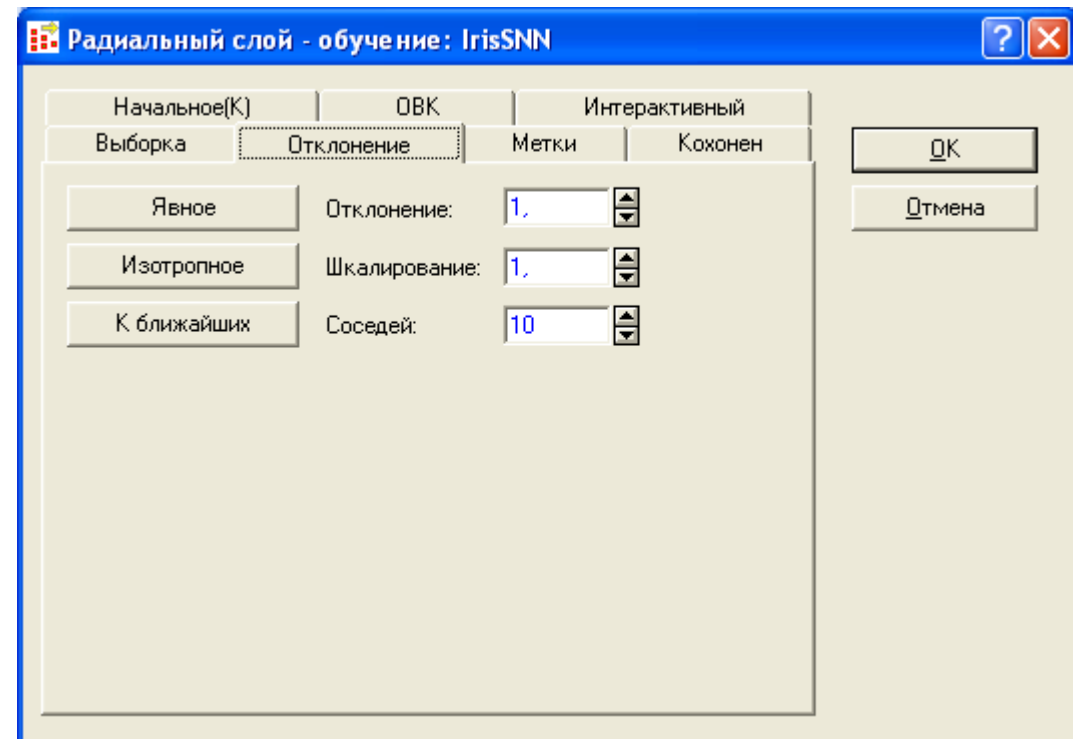 Радиальный слой - обучение: IrisSNN
Начальное(К) ОВК Интерактивный
Выборка Отклонение Метки Кохонен
OK
Явное Отклонение: 1,
Отмена
Изотропное Шкалирование: 1,
К ближайших Соседей: 10